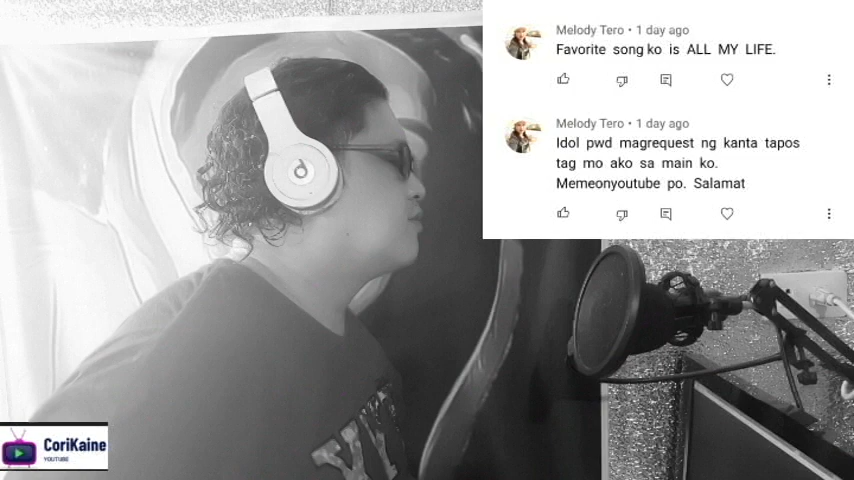 Melody Tero • 1 day ago
Favorite song ko is ALL MY LIFE.
Melody Tero • 1 day ago
Idol pwd magrequest ng kanta tapos
tag mo ako sa main ko.
Memeonyoutube po. Salamat
CoriKaine
YOUTUBE